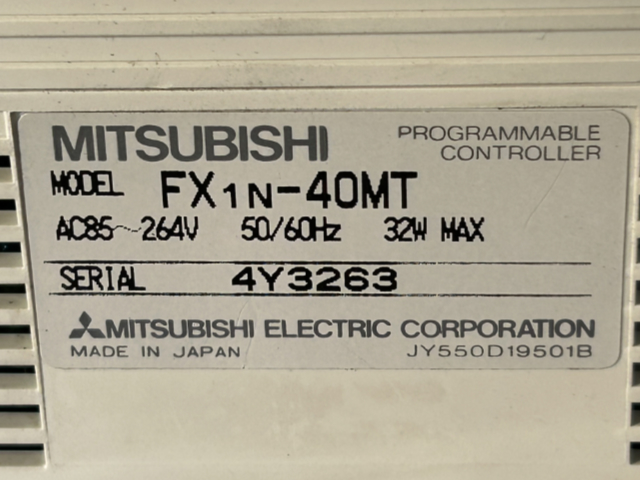 MITSUBISHI PROGRAMMABLE CONTROLLER
MODEL FX1N-40MT
AC85~264V 50/60Hz 32W MAX
SERIAL 4Y3263
MITSUBISHI ELECTRIC CORPORATION
MADE IN JAPAN JY550D19501B